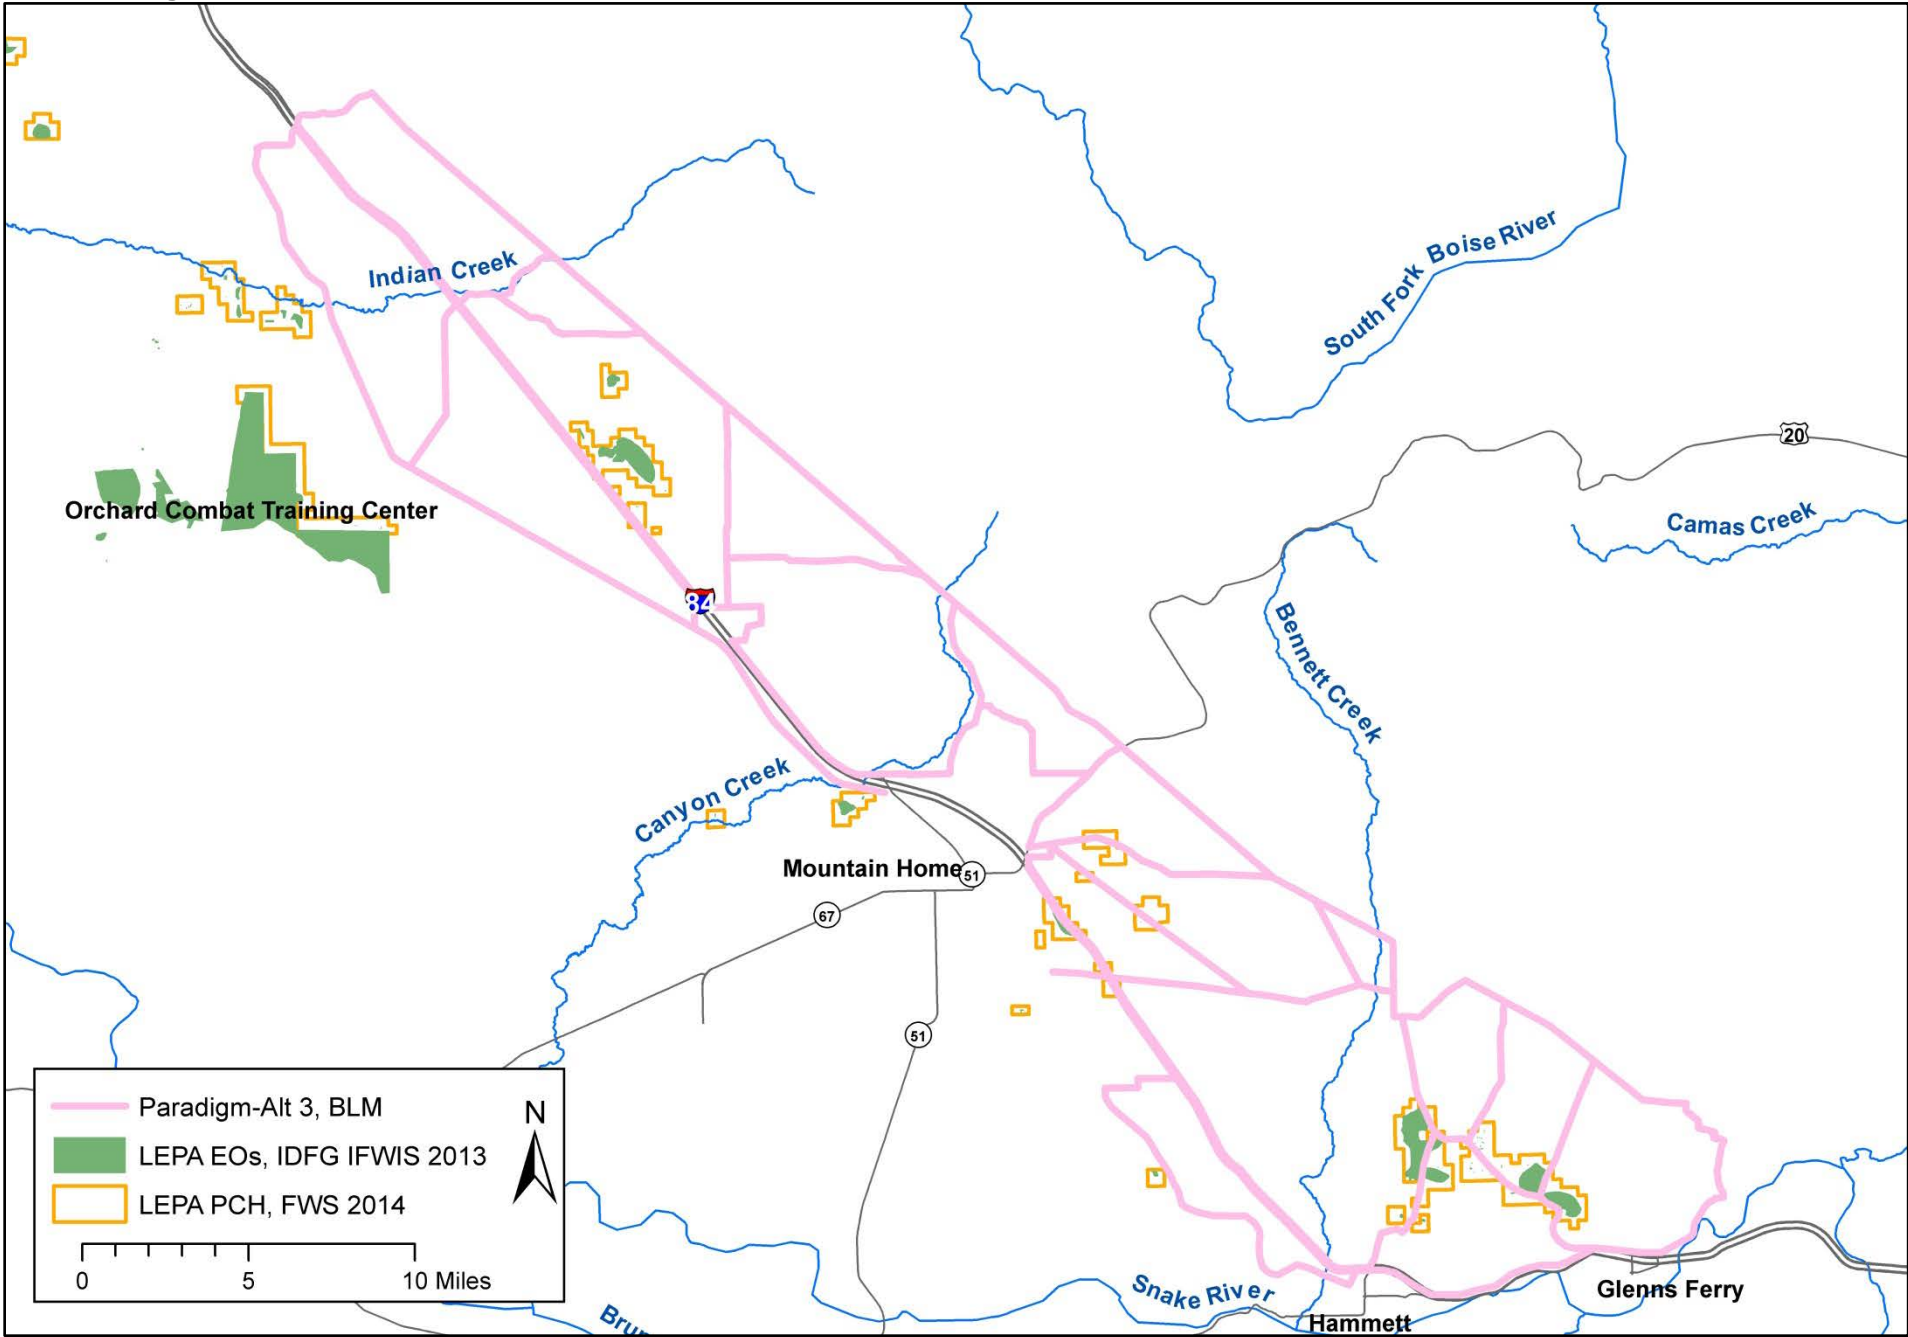 Indian Creek
South Fork Boise River
20
Camas Creek
Orchard Combat Training Center
84
Bennett Creek
Canyon Creek
Mountain Home
51
67
51
Paradigm-Alt 3, BLM
N
LEPA EOs, IDFG IFWIS 2013
LEPA PCH, FWS 2014
0 5 10 Miles
Snake River
Glenns Ferry
Hammett